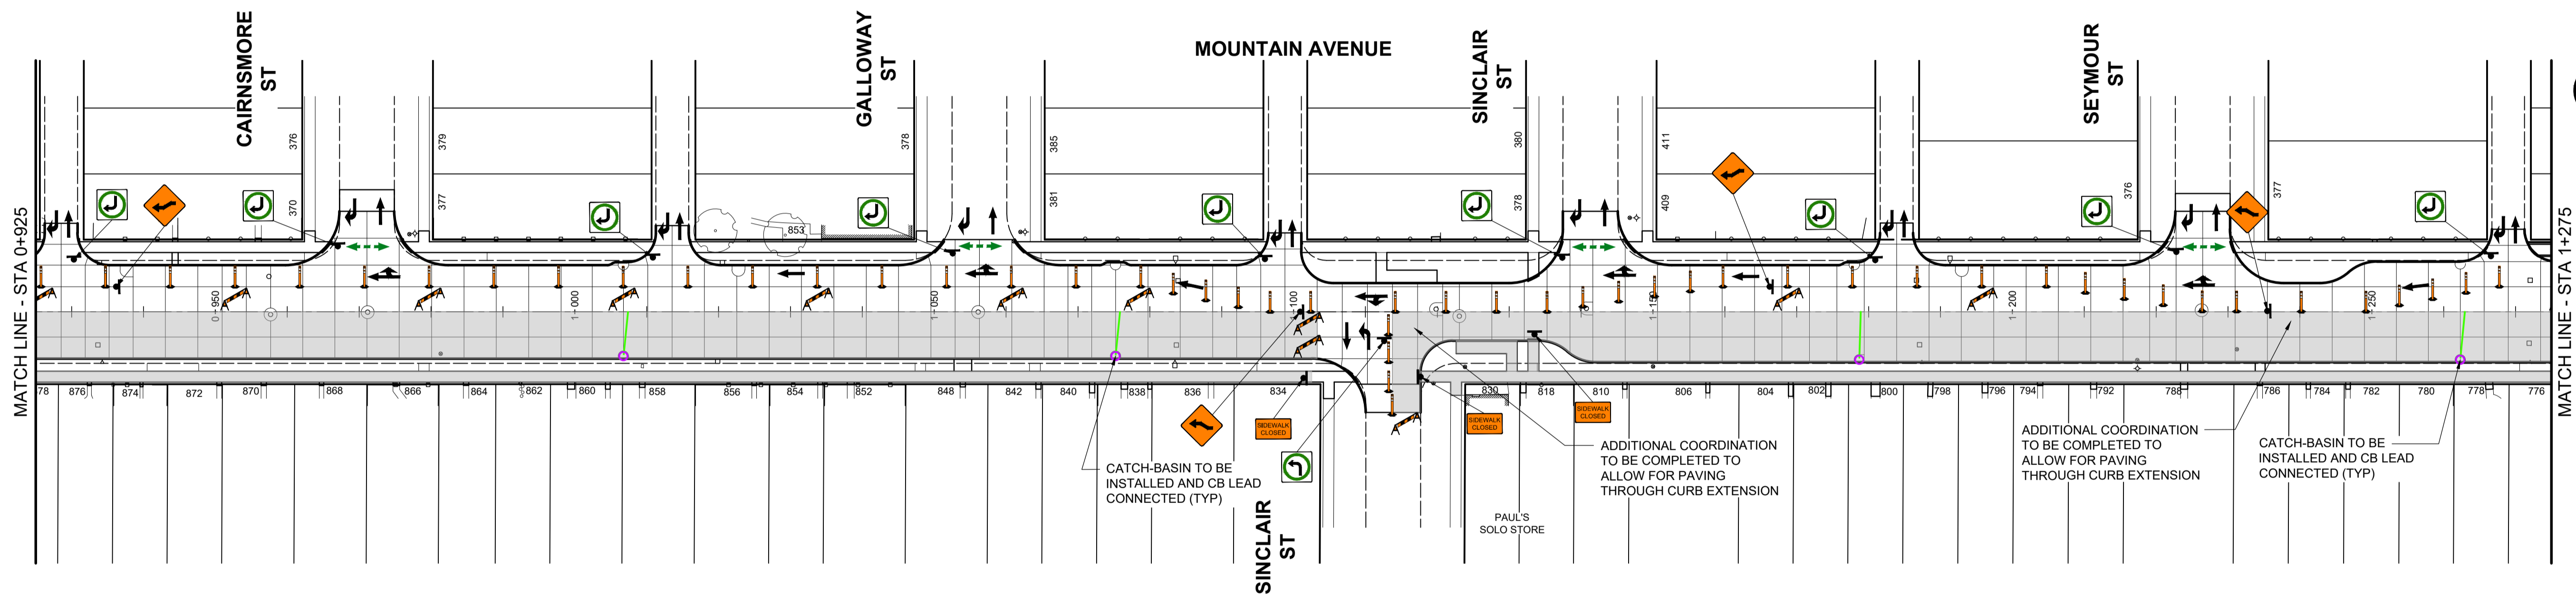 MOUNTAIN AVENUE
CAIRNSMORE
ST
GALLOWAY
ST
SINCLAIR
ST
SEYMOUR
ST
376
379
378
385
380
411
370
377
381
378
409
376
377
853
MATCH LINE - STA 0+925
MATCH LINE - STA 1+275
0+950
1+000
1+050
1+100
1+150
1+200
1+250
78
876
874
872
870
868
866
864
862
860
858
856
854
852
848
842
840
838
836
834
830
818
810
806
804
802
800
798
796
794
792
788
786
784
782
780
778
776
SIDEWALK
CLOSED
SIDEWALK
CLOSED
SIDEWALK
CLOSED
CATCH-BASIN TO BE
INSTALLED AND CB LEAD
CONNECTED (TYP)
ADDITIONAL COORDINATION
TO BE COMPLETED TO
ALLOW FOR PAVING
THROUGH CURB EXTENSION
ADDITIONAL COORDINATION
TO BE COMPLETED TO
ALLOW FOR PAVING
THROUGH CURB EXTENSION
CATCH-BASIN TO BE
INSTALLED AND CB LEAD
CONNECTED (TYP)
PAUL'S
SOLO STORE
SINCLAIR
ST